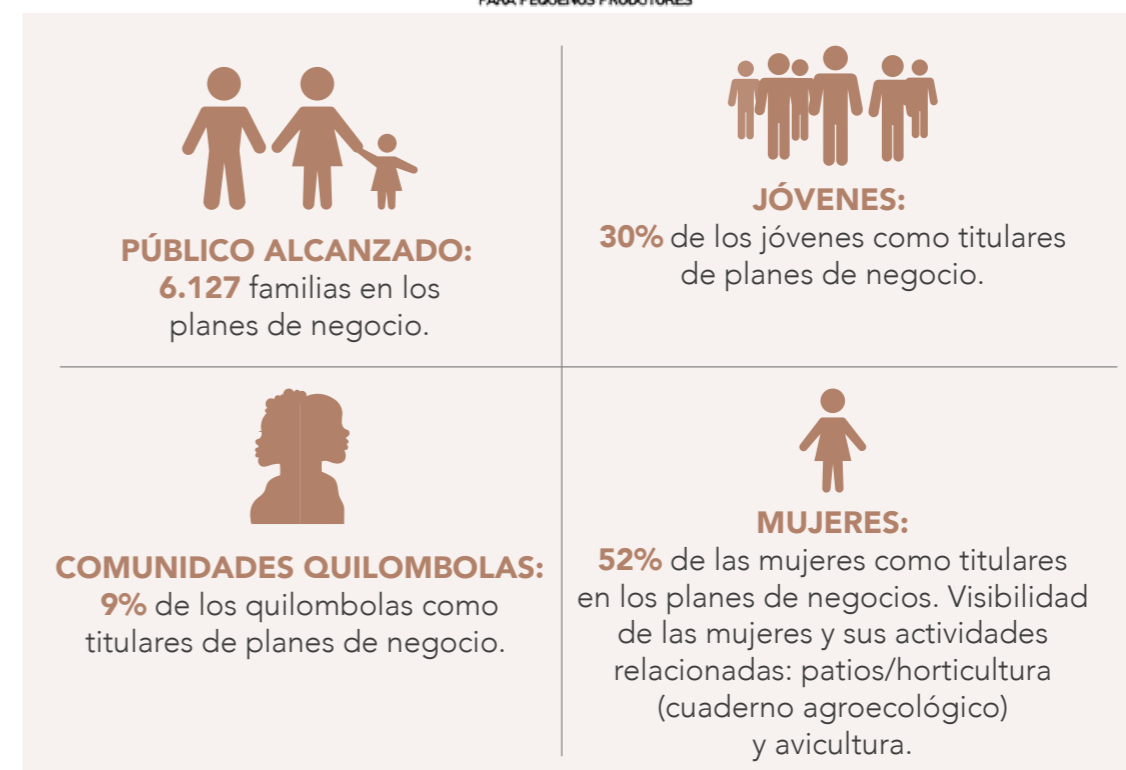 PARA PEQUENOS PRODUTORES
PÚBLICO ALCANZADO:
6.127 familias en los
planes de negocio.
JÓVENES:
30% de los jóvenes como titulares
de planes de negocio.
COMUNIDADES QUILOMBOLAS:
9% de los quilombolas como
titulares de planes de negocio.
MUJERES:
52% de las mujeres como titulares
en los planes de negocios. Visibilidad
de las mujeres y sus actividades
relacionadas: patios/horticultura
(cuaderno agroecológico)
y avicultura.